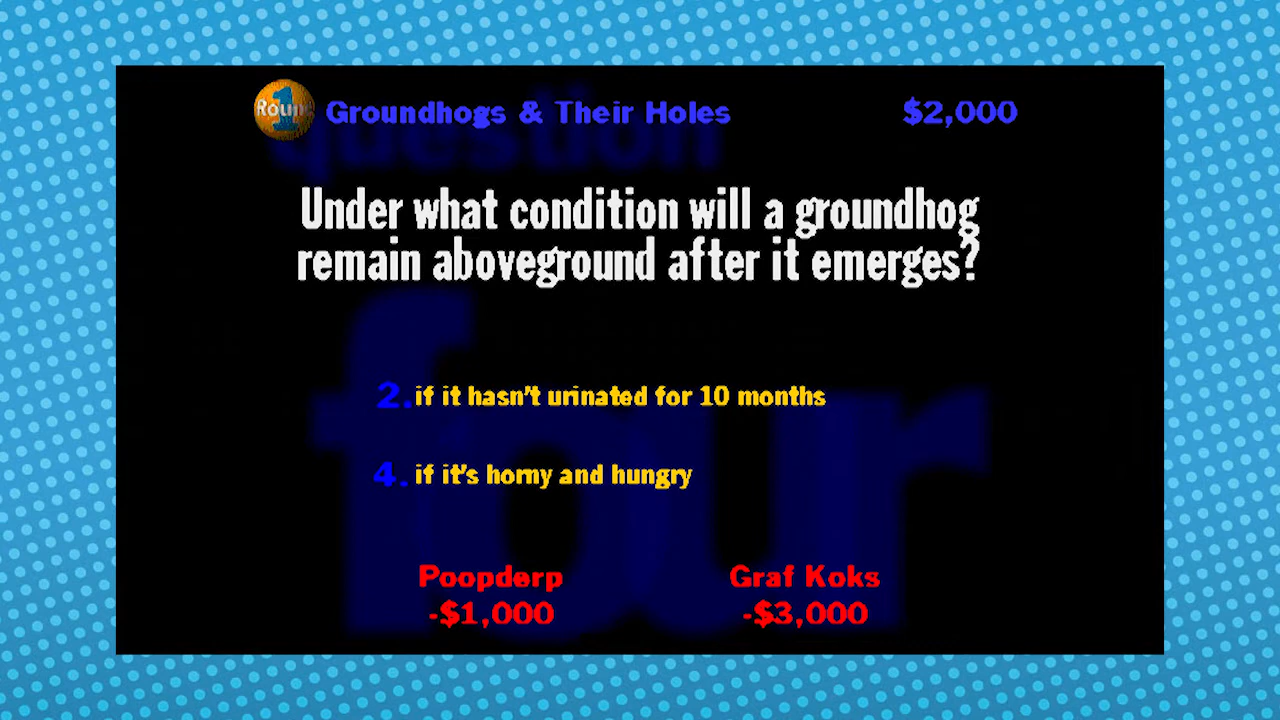 Round 1 Groundhogs & Their Holes $2,000
question
Under what condition will a groundhog
remain aboveground after it emerges?
four
2. if it hasn't urinated for 10 months
4. if it's horny and hungry
Poopderp Graf Koks
-$1,000 -$3,000